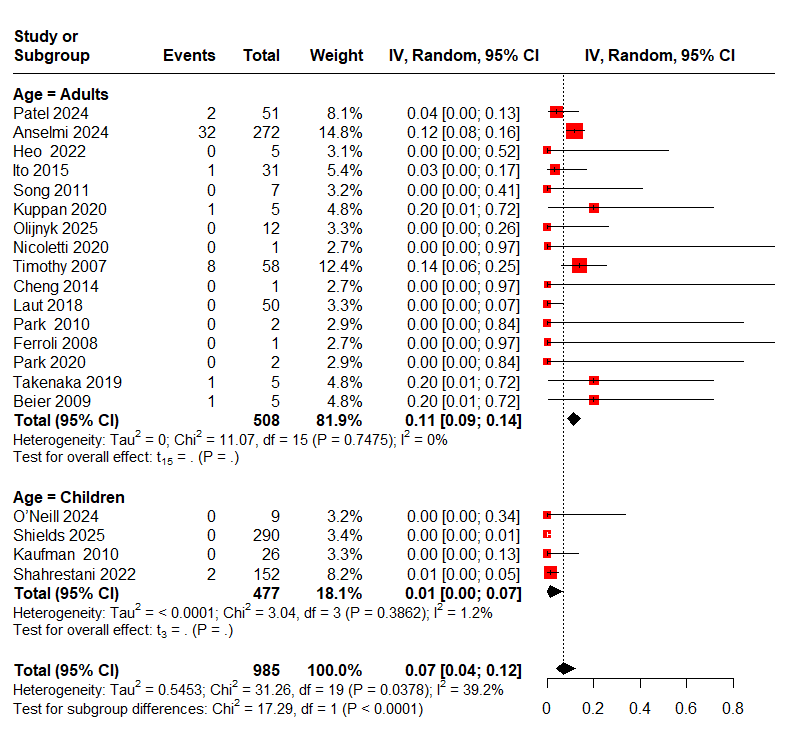 Study or
Subgroup Events Total Weight IV, Random, 95% CI IV, Random, 95% CI
Age = Adults
Patel 2024 2 51 8.1% 0.04 [0.00; 0.13]
Anselmi 2024 32 272 14.8% 0.12 [0.08; 0.16]
Heo 2022 0 5 3.1% 0.00 [0.00; 0.52]
Ito 2015 1 31 5.4% 0.03 [0.00; 0.17]
Song 2011 0 7 3.2% 0.00 [0.00; 0.41]
Kuppan 2020 1 5 4.8% 0.20 [0.01; 0.72]
Olijnyk 2025 0 12 3.3% 0.00 [0.00; 0.26]
Nicoletti 2020 0 1 2.7% 0.00 [0.00; 0.97]
Timothy 2007 8 58 12.4% 0.14 [0.06; 0.25]
Cheng 2014 0 1 2.7% 0.00 [0.00; 0.97]
Laut 2018 0 50 3.3% 0.00 [0.00; 0.07]
Park 2010 0 2 2.9% 0.00 [0.00; 0.84]
Ferroli 2008 0 1 2.7% 0.00 [0.00; 0.97]
Park 2020 0 2 2.9% 0.00 [0.00; 0.84]
Takenaka 2019 1 5 4.8% 0.20 [0.01; 0.72]
Beier 2009 1 5 4.8% 0.20 [0.01; 0.72]
Total (95% CI) 508 81.9% 0.11 [0.09; 0.14]
Heterogeneity: Tau² = 0; Chi² = 11.07, df = 15 (P = 0.7475); I² = 0%
Test for overall effect: t₁₅ = . (P = .)
Age = Children
O’Neill 2024 0 9 3.2% 0.00 [0.00; 0.34]
Shields 2025 0 290 3.4% 0.00 [0.00; 0.01]
Kaufman 2010 0 26 3.3% 0.00 [0.00; 0.13]
Shahrestani 2022 2 152 8.2% 0.01 [0.00; 0.05]
Total (95% CI) 477 18.1% 0.01 [0.00; 0.07]
Heterogeneity: Tau² = < 0.0001; Chi² = 3.04, df = 3 (P = 0.3862); I² = 1.2%
Test for overall effect: t₃ = . (P = .)
Total (95% CI) 985 100.0% 0.07 [0.04; 0.12]
Heterogeneity: Tau² = 0.5453; Chi² = 31.26, df = 19 (P = 0.0378); I² = 39.2%
Test for subgroup differences: Chi² = 17.29, df = 1 (P < 0.0001)
0 0.2 0.4 0.6 0.8